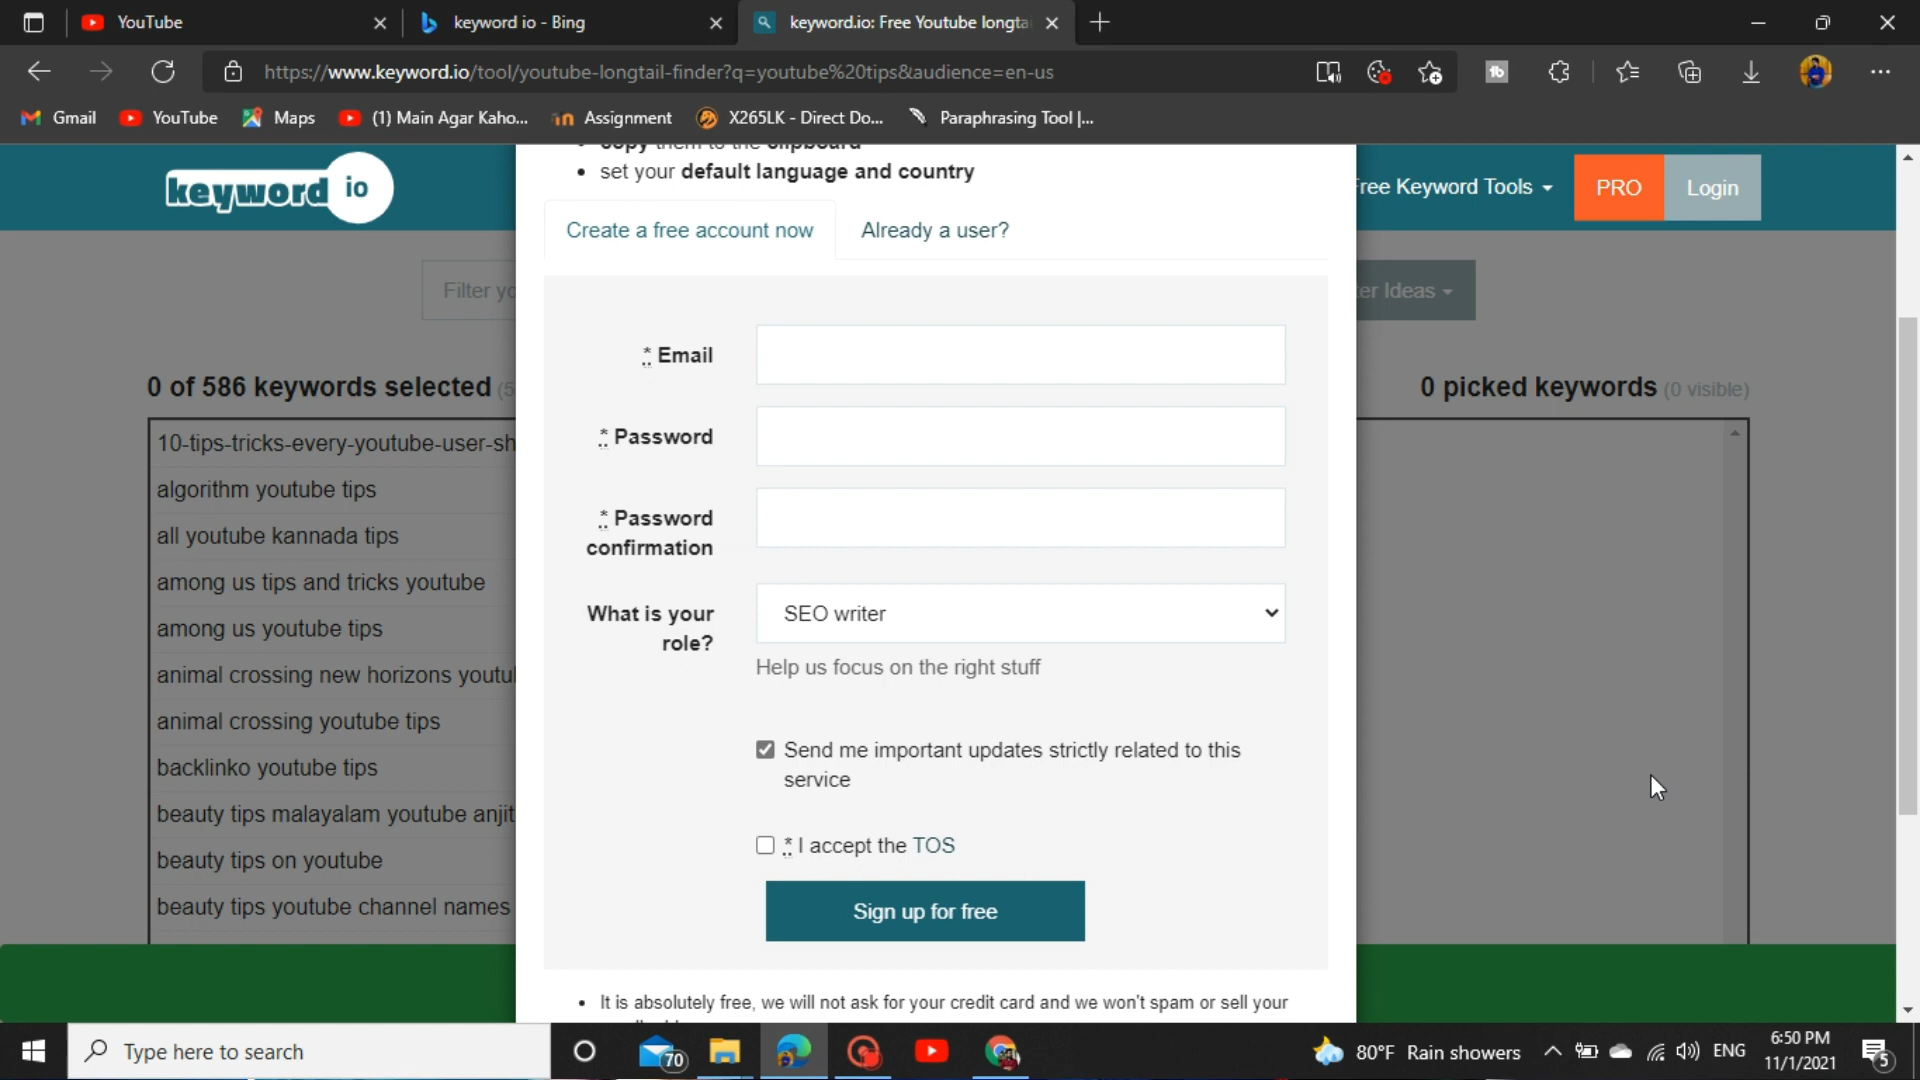 YouTube
keyword io - Bing
keyword.io: Free Youtube longta
https://www.keyword.io/tool/youtube-longtail-finder?q=youtube%20tips&audience=en-us
Gmail
YouTube
Maps
(1) Main Agar Kaho...
Assignment
X265LK - Direct Do...
Paraphrasing Tool |...
copy them to the clipboard
set your default language and country
keyword io
Free Keyword Tools
PRO
Login
Create a free account now
Already a user?
Filter yo
er Ideas
* Email
0 of 586 keywords selected (5
0 picked keywords (0 visible)
* Password
10-tips-tricks-every-youtube-user-sh
algorithm youtube tips
* Password
confirmation
all youtube kannada tips
among us tips and tricks youtube
What is your
role?
SEO writer
among us youtube tips
Help us focus on the right stuff
animal crossing new horizons youtu
animal crossing youtube tips
Send me important updates strictly related to this
service
backlinko youtube tips
beauty tips malayalam youtube anjit
* I accept the TOS
beauty tips on youtube
beauty tips youtube channel names
Sign up for free
It is absolutely free, we will not ask for your credit card and we won't spam or sell your
Type here to search
70
80°F Rain showers
ENG
6:50 PM
11/1/2021
5